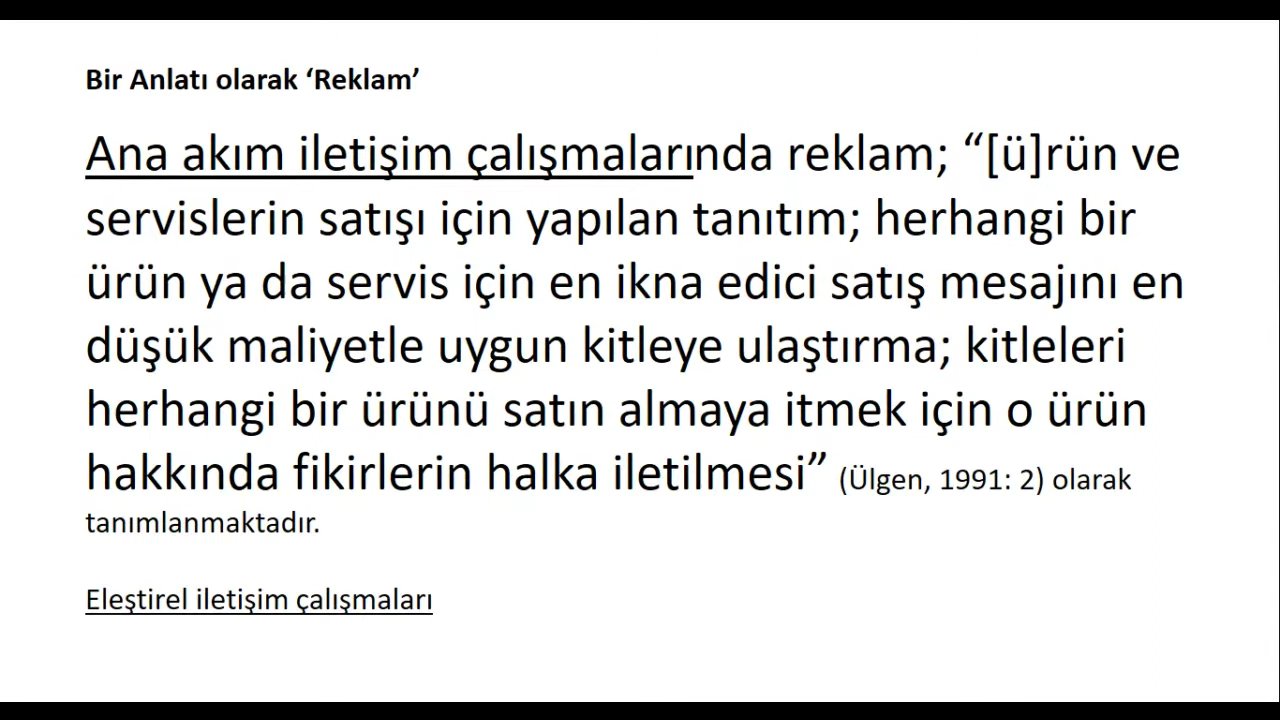 Bir Anlatı olarak ‘Reklam’
Ana akım iletişim çalışmalarında reklam; “[ü]rün ve
servislerin satışı için yapılan tanıtım; herhangi bir
ürün ya da servis için en ikna edici satış mesajını en
düşük maliyetle uygun kitleye ulaştırma; kitleleri
herhangi bir ürünü satın almaya itmek için o ürün
hakkında fikirlerin halka iletilmesi” (Ülgen, 1991: 2) olarak
tanımlanmaktadır.
Eleştirel iletişim çalışmaları